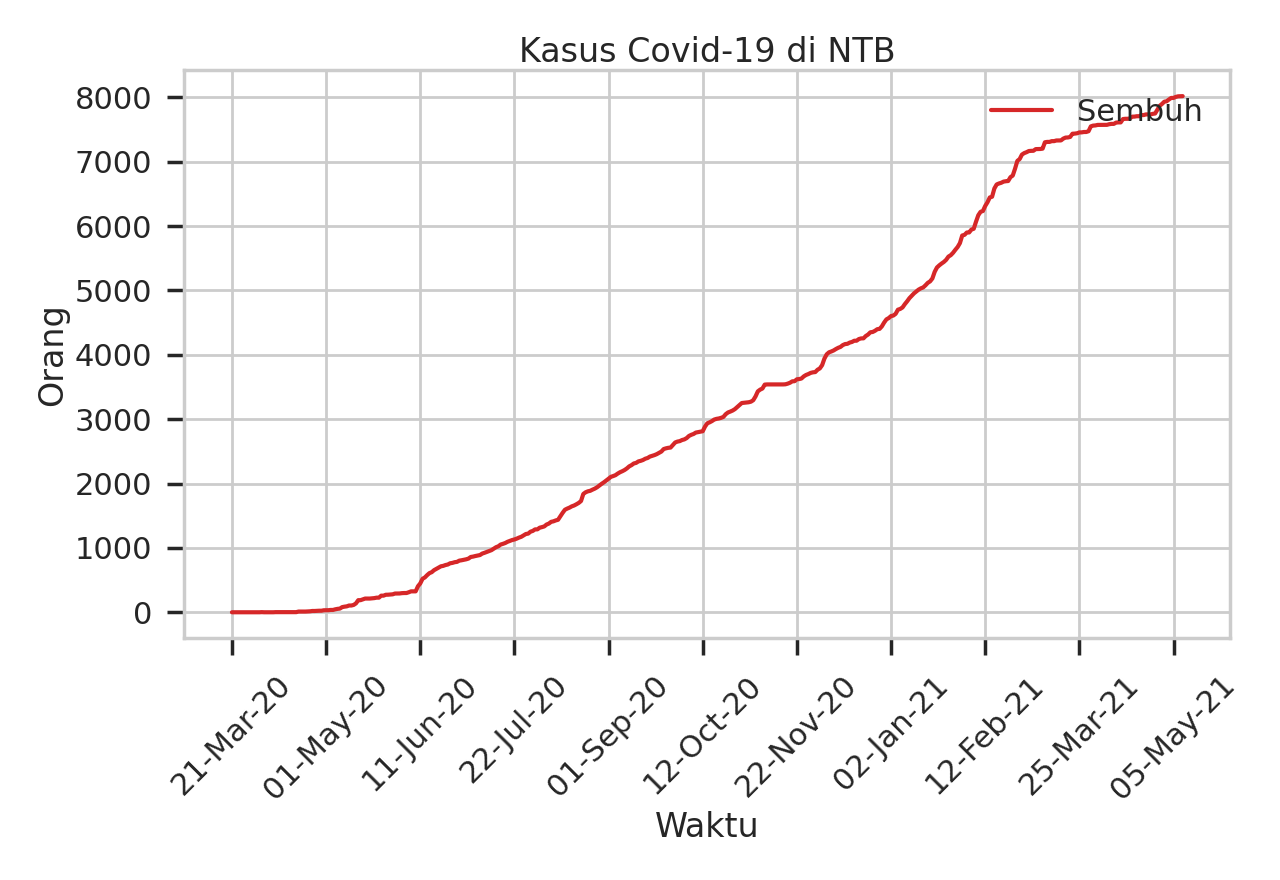 Kasus Covid-19 di NTB
Sembuh
Orang
8000
7000
6000
5000
4000
3000
2000
1000
0
21-Mar-20
01-May-20
11-Jun-20
22-Jul-20
01-Sep-20
12-Oct-20
22-Nov-20
02-Jan-21
12-Feb-21
25-Mar-21
05-May-21
Waktu